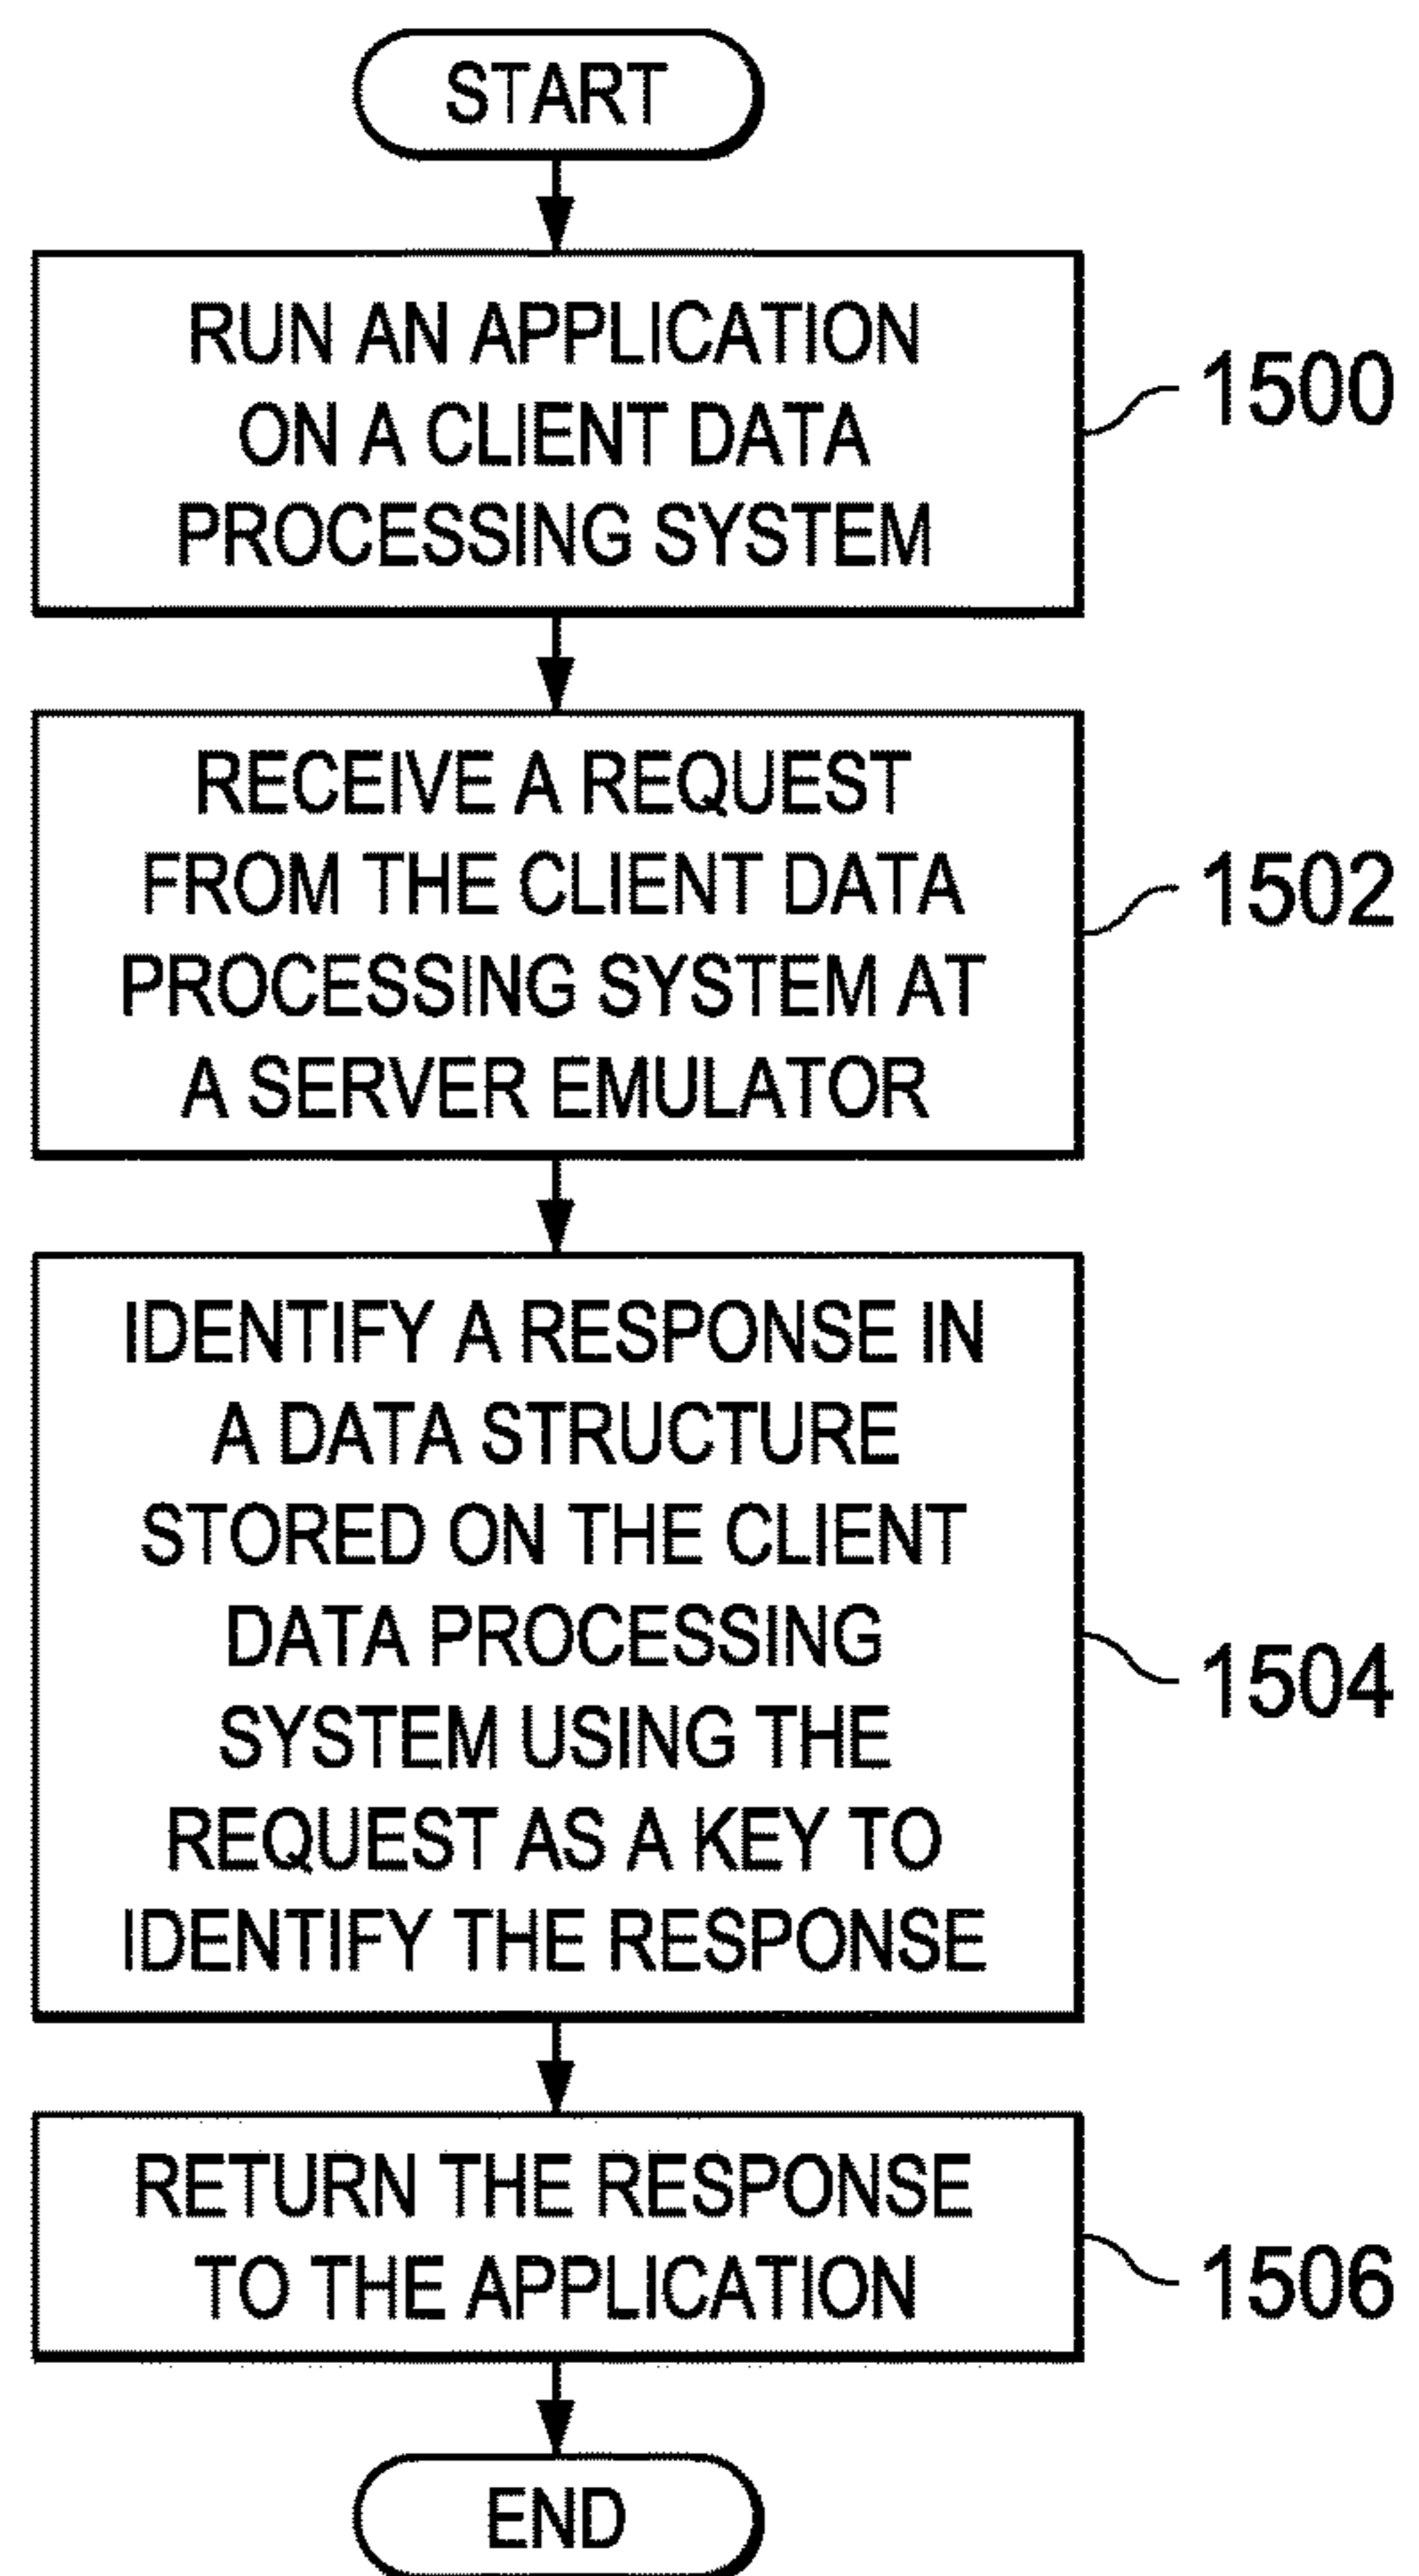 START
RUN AN APPLICATION
ON A CLIENT DATA
PROCESSING SYSTEM
1500
RECEIVE A REQUEST
FROM THE CLIENT DATA
PROCESSING SYSTEM AT
A SERVER EMULATOR
1502
IDENTIFY A RESPONSE IN
A DATA STRUCTURE
STORED ON THE CLIENT
DATA PROCESSING
SYSTEM USING THE
REQUEST AS A KEY TO
IDENTIFY THE RESPONSE
1504
RETURN THE RESPONSE
TO THE APPLICATION
1506
END